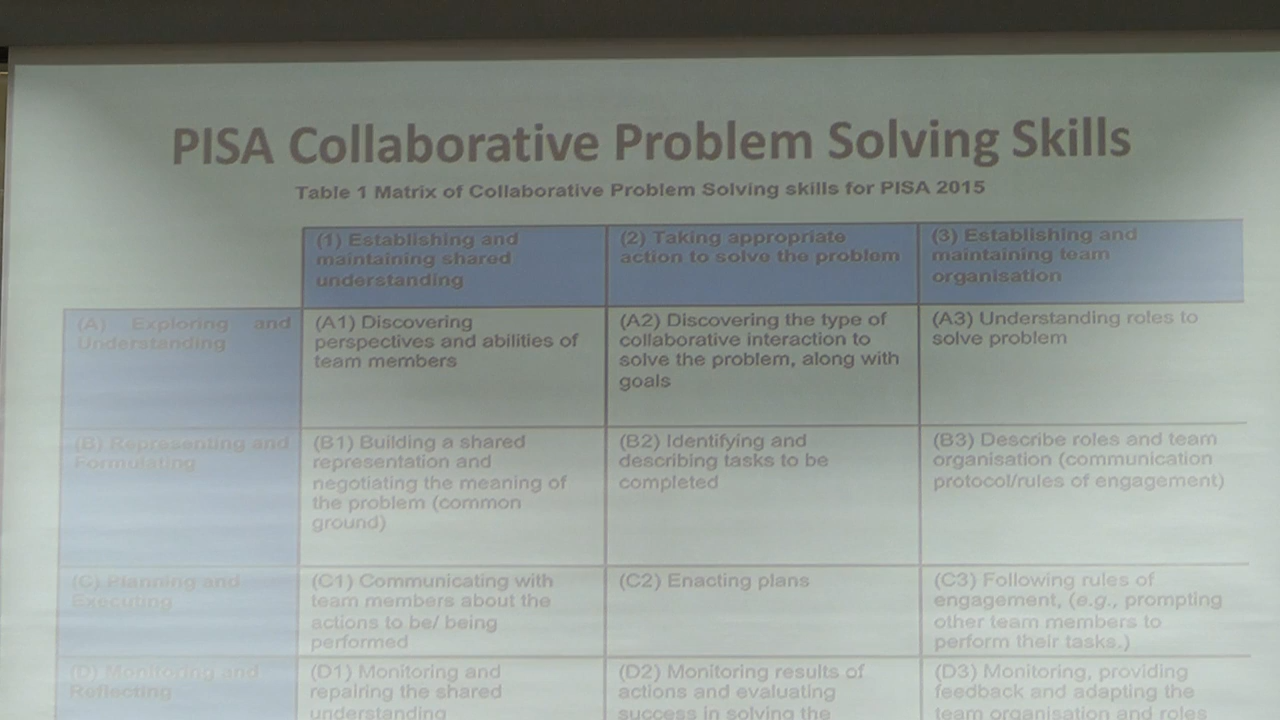 PISA Collaborative Problem Solving Skills
Table 1 Matrix of Collaborative Problem Solving skills for PISA 2015
(1) Establishing and
maintaining shared
understanding
(2) Taking appropriate
action to solve the problem
(3) Establishing and
maintaining team
organisation
(A) Exploring and
Understanding
(A1) Discovering
perspectives and abilities of
team members
(A2) Discovering the type of
collaborative interaction to
solve the problem, along with
goals
(A3) Understanding roles to
solve problem
(B) Representing and
Formulating
(B1) Building a shared
representation and
negotiating the meaning of
the problem (common
ground)
(B2) Identifying and
describing tasks to be
completed
(B3) Describe roles and team
organisation (communication
protocol/rules of engagement)
(C) Planning and
Executing
(C1) Communicating with
team members about the
actions to be/ being
performed
(C2) Enacting plans
(C3) Following rules of
engagement, (e.g., prompting
other team members to
perform their tasks.)
(D) Monitoring and
Reflecting
(D1) Monitoring and
repairing the shared
understanding
(D2) Monitoring results of
actions and evaluating
success in solving the
(D3) Monitoring, providing
feedback and adapting the
team organisation and roles